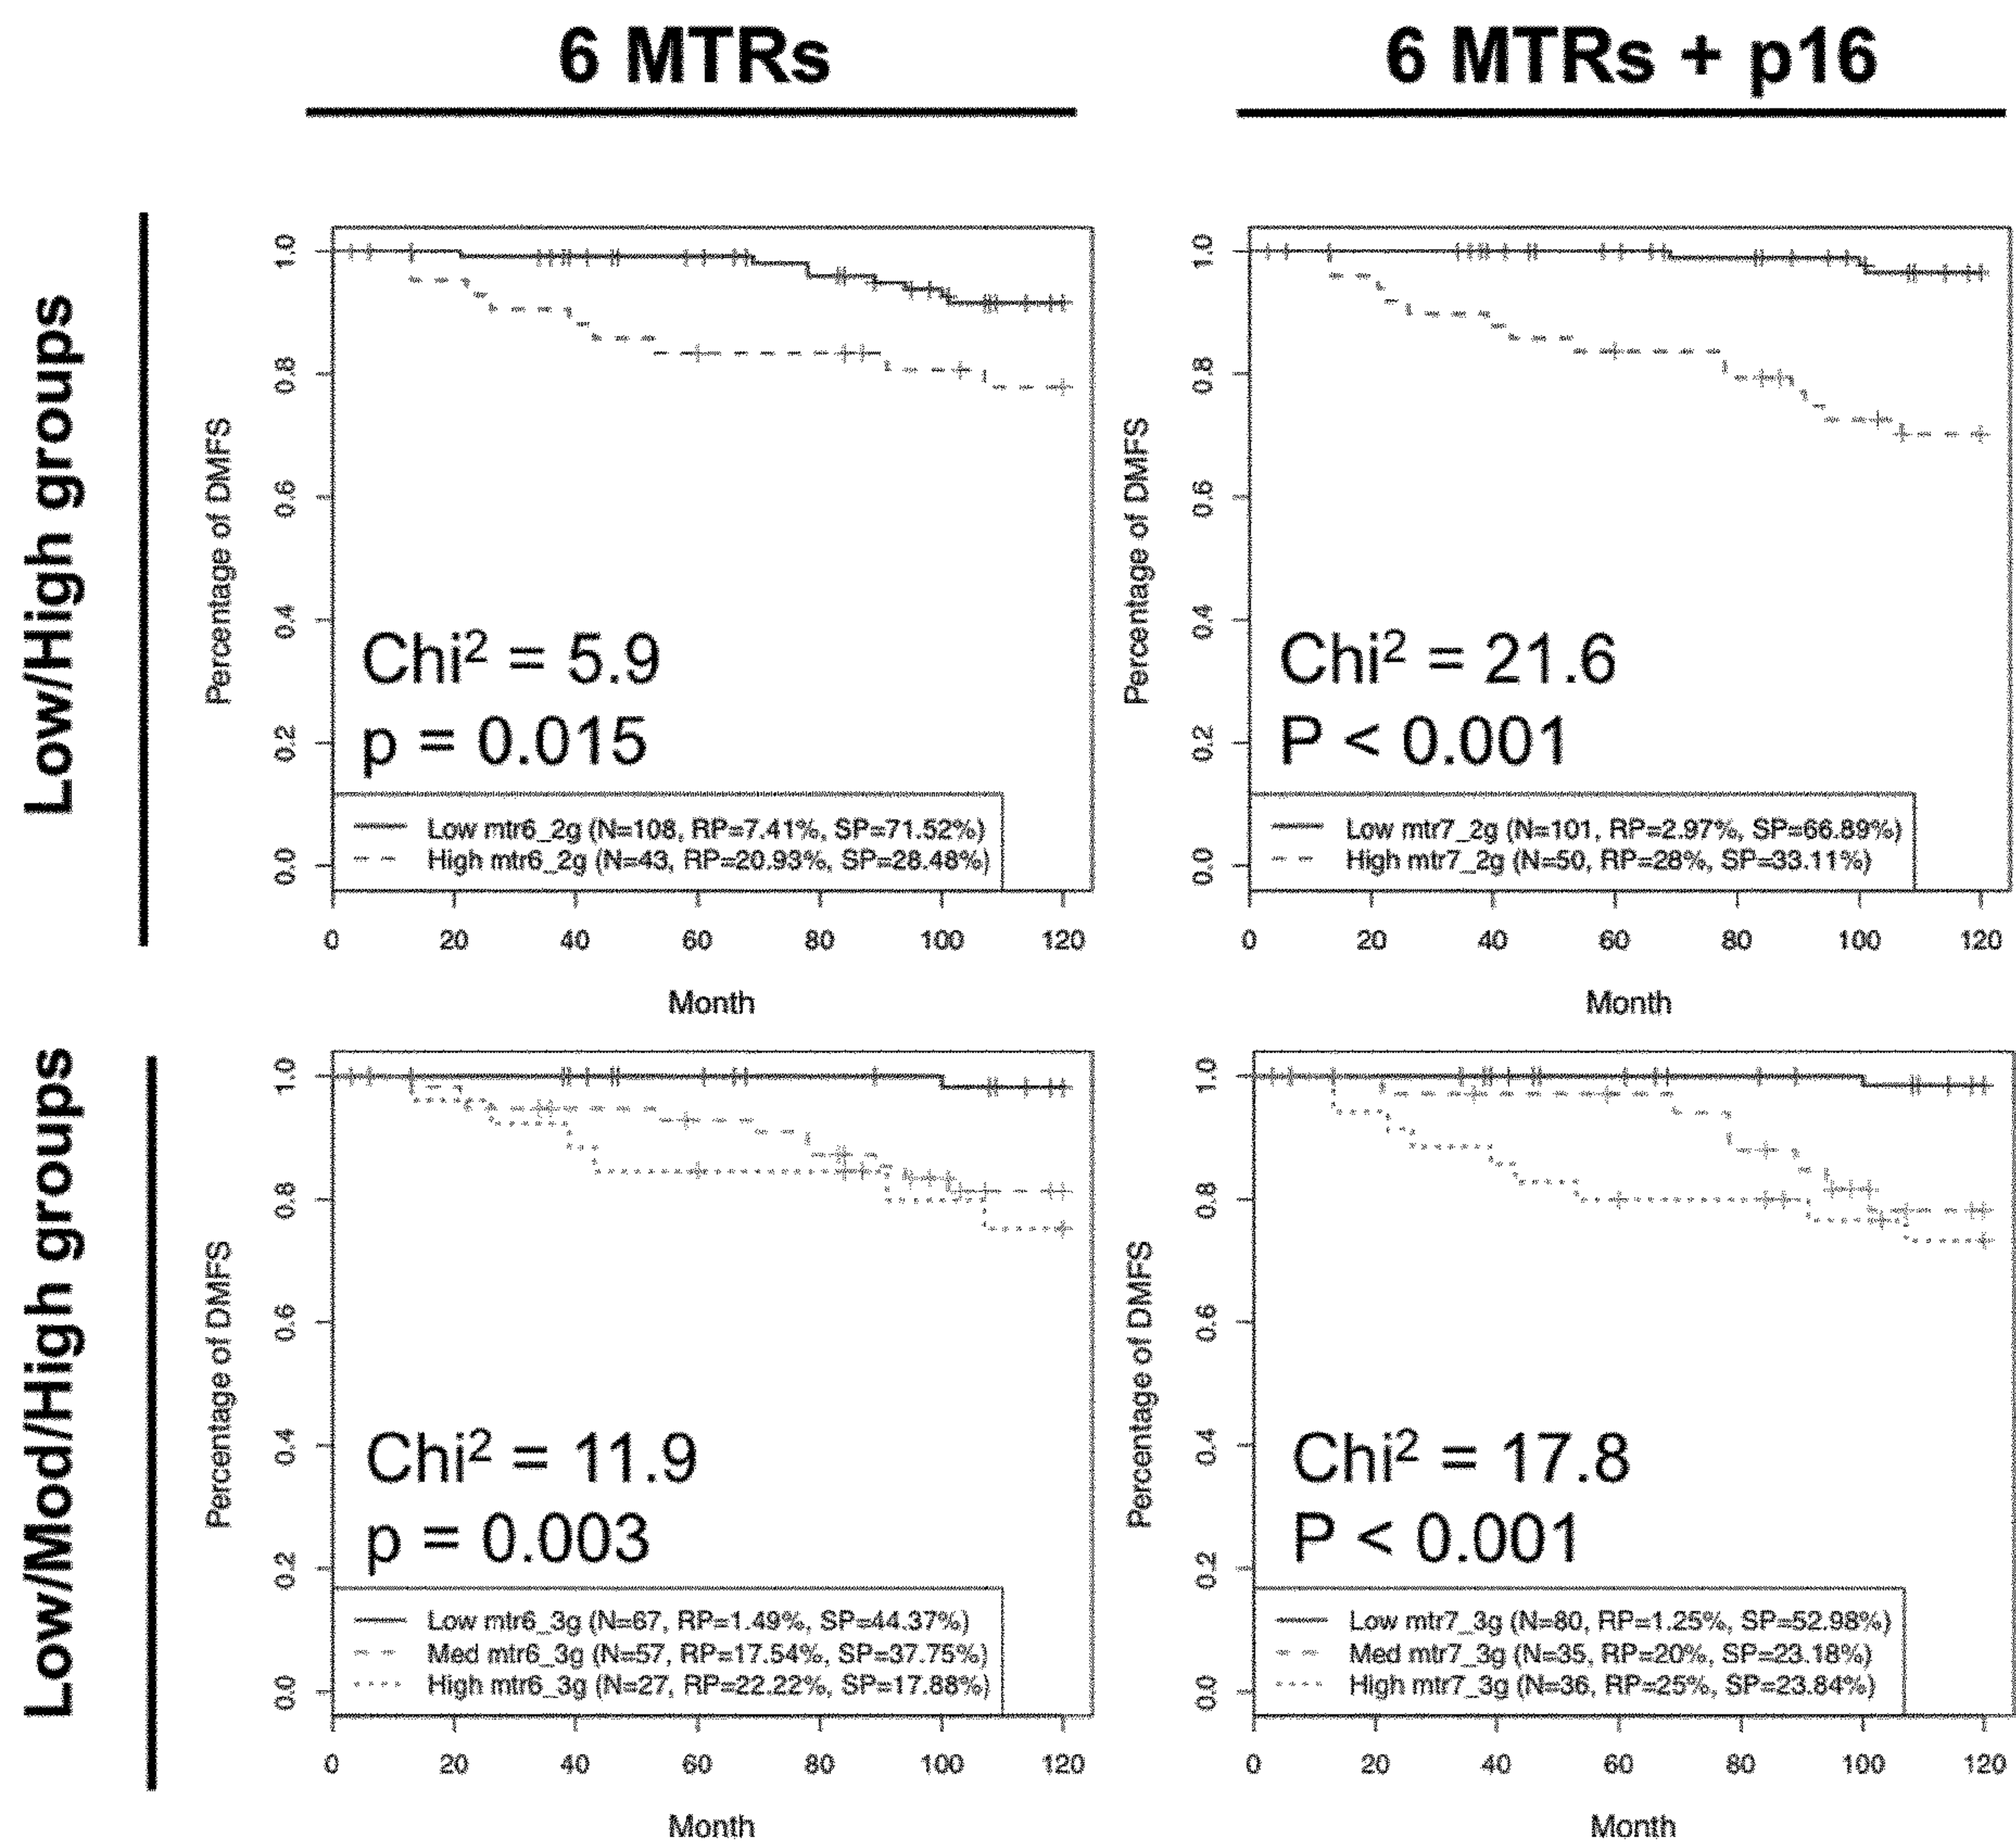 6 MTRs
6 MTRs + p16
Low/High groups
Percentage of DMFS
1.0
0.8
0.6
0.4
0.2
0.0
Chi² = 5.9
p = 0.015
Low mtr6_2g (N=108, RP=7.41%, SP=71.52%)
High mtr6_2g (N=43, RP=20.93%, SP=28.48%)
0 20 40 60 80 100 120
Month
Percentage of DMFS
1.0
0.8
0.6
0.4
0.2
0.0
Chi² = 21.6
P < 0.001
Low mtr7_2g (N=101, RP=2.97%, SP=66.89%)
High mtr7_2g (N=50, RP=28%, SP=33.11%)
0 20 40 60 80 100 120
Month
Low/Mod/High groups
Percentage of DMFS
1.0
0.8
0.6
0.4
0.2
0.0
Chi² = 11.9
p = 0.003
Low mtr6_3g (N=67, RP=1.49%, SP=44.37%)
Med mtr6_3g (N=57, RP=17.54%, SP=37.75%)
High mtr6_3g (N=27, RP=22.22%, SP=17.88%)
0 20 40 60 80 100 120
Month
Percentage of DMFS
1.0
0.8
0.6
0.4
0.2
0.0
Chi² = 17.8
P < 0.001
Low mtr7_3g (N=80, RP=1.25%, SP=52.98%)
Med mtr7_3g (N=35, RP=20%, SP=23.18%)
High mtr7_3g (N=36, RP=25%, SP=23.84%)
0 20 40 60 80 100 120
Month